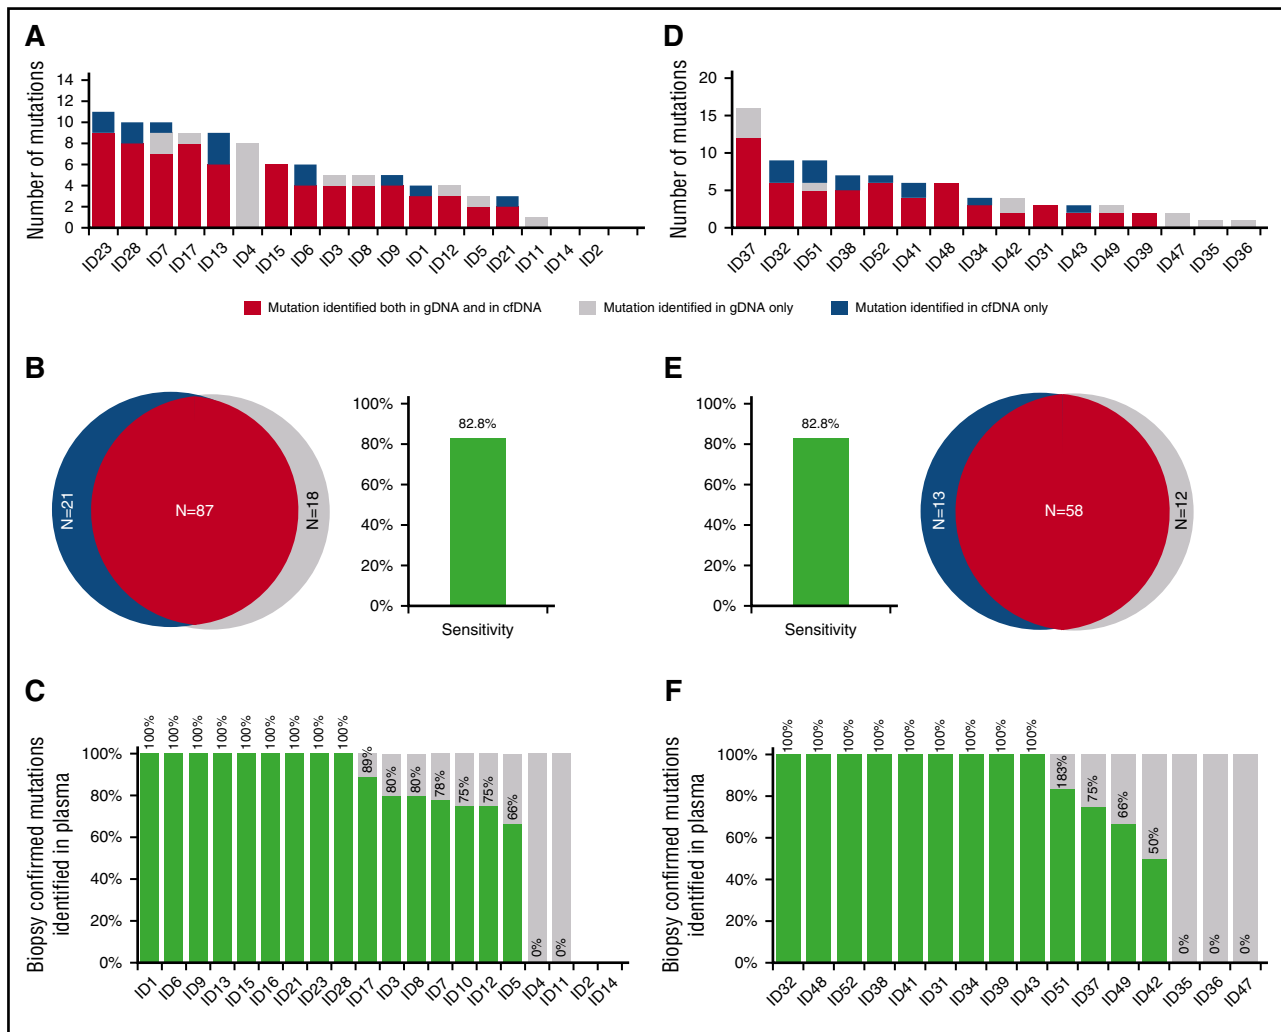 A
Number of mutations
14
12
10
8
6
4
2
0
ID23 ID28 ID7 ID17 ID13 ID4 ID15 ID6 ID3 ID8 ID9 ID1 ID12 ID5 ID21 ID11 ID14 ID2
D
Number of mutations
20
15
10
5
0
ID37 ID32 ID51 ID38 ID52 ID41 ID48 ID34 ID42 ID31 ID43 ID49 ID39 ID47 ID35 ID36
Mutation identified both in gDNA and in cfDNA Mutation identified in gDNA only Mutation identified in cfDNA only
B
N=21 N=87 N=18
100%
80%
60%
40%
20%
0%
82.8%
Sensitivity
E
100%
80%
60%
40%
20%
0%
82.8%
Sensitivity
N=13 N=58 N=12
C
Biopsy confirmed mutations
identified in plasma
100%
80%
60%
40%
20%
0%
100% 100% 100% 100% 100% 100% 100% 100% 100% 89% 80% 80% 78% 75% 75% 66% 0% 0%
ID1 ID6 ID9 ID13 ID15 ID16 ID21 ID23 ID28 ID17 ID3 ID8 ID7 ID10 ID12 ID5 ID4 ID11 ID2 ID14
F
Biopsy confirmed mutations
identified in plasma
100%
80%
60%
40%
20%
0%
100% 100% 100% 100% 100% 100% 100% 100% 100% 183% 75% 66% 50% 0% 0% 0%
ID32 ID48 ID52 ID38 ID41 ID31 ID34 ID39 ID43 ID51 ID37 ID49 ID42 ID35 ID36 ID47